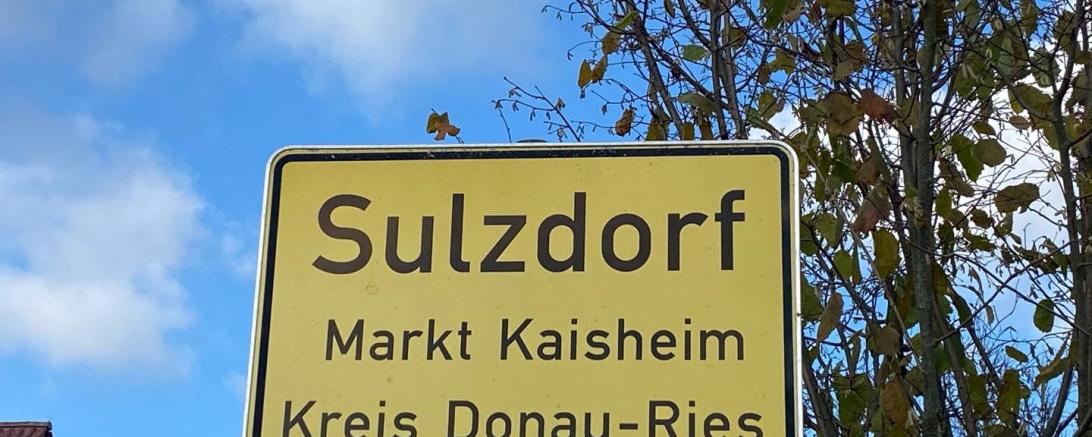 Sulzdorf
Markt Kaisheim
Kreis Donau-Ries